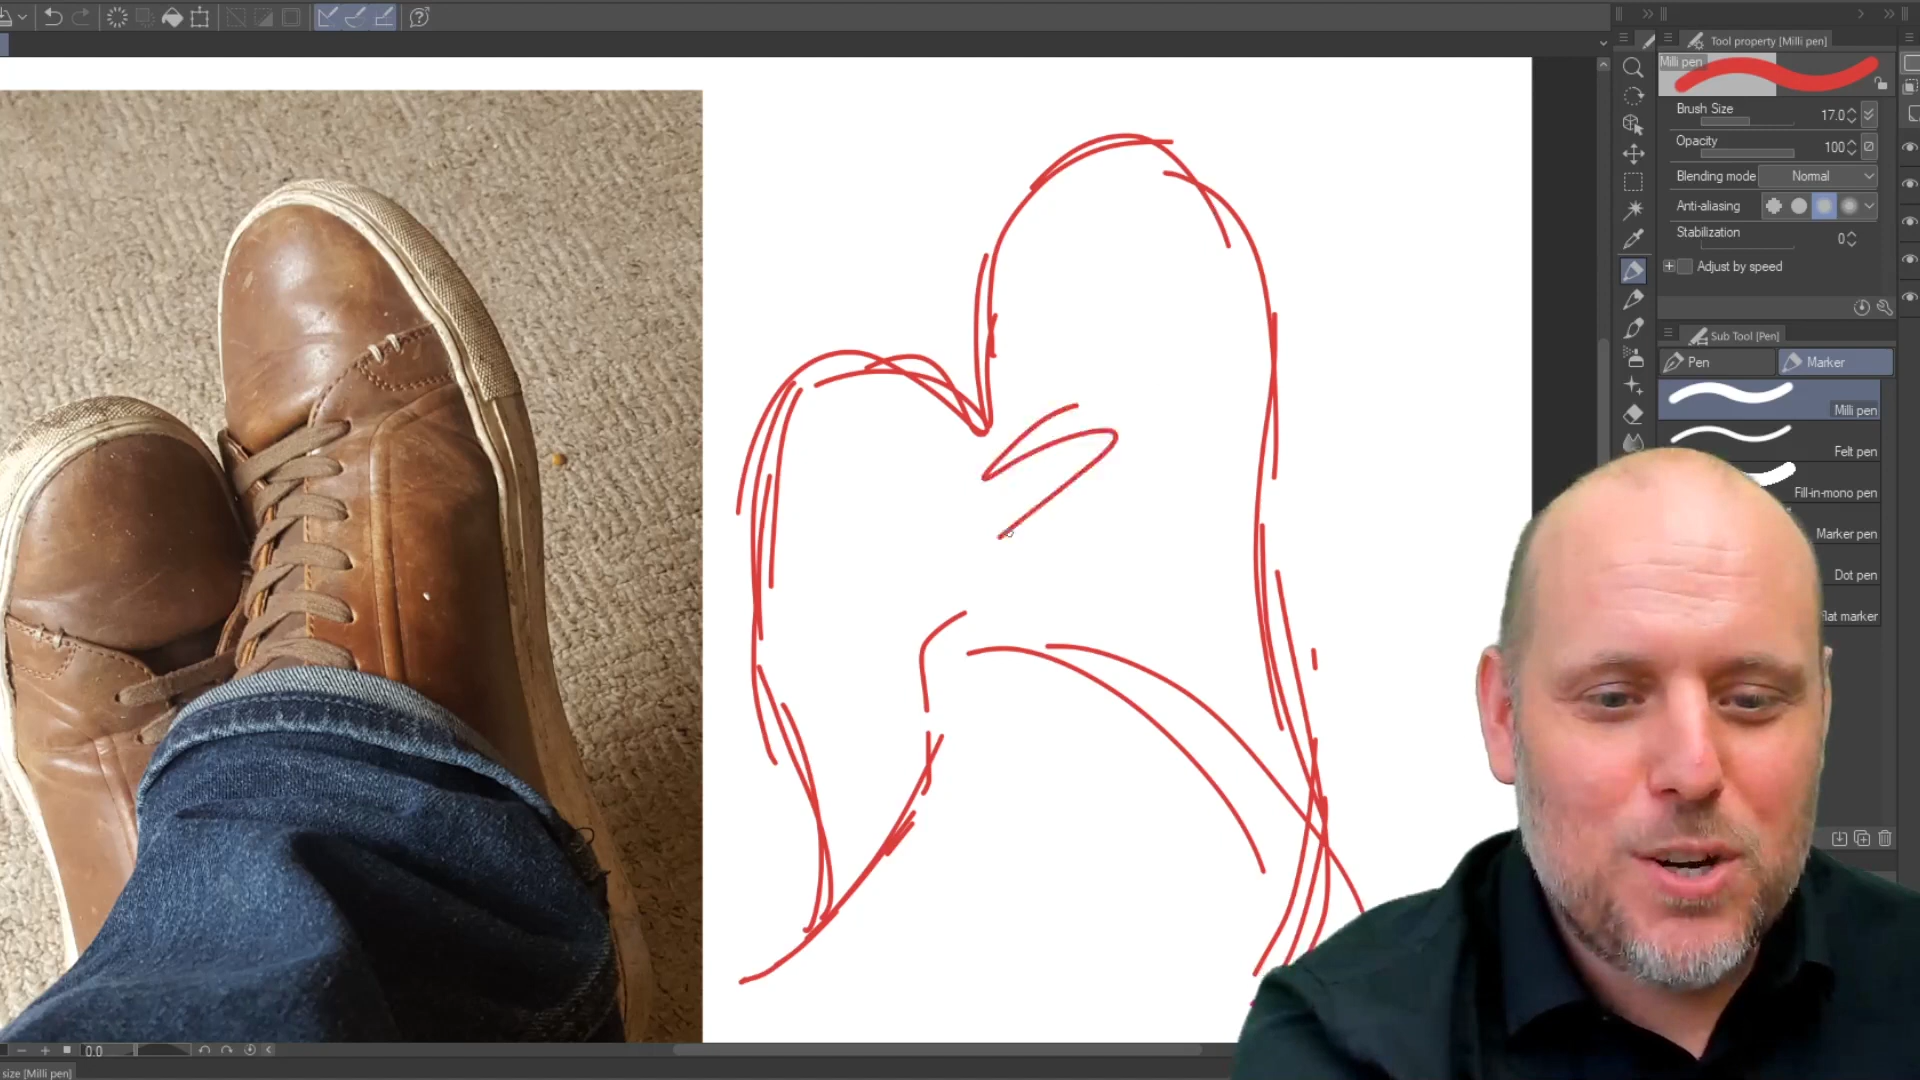 Tool property [Milli pen]
Milli pen
Brush Size 17.0
Opacity 100
Blending mode Normal
Anti-aliasing
Stabilization 0
Adjust by speed
Sub Tool [Pen]
Pen Marker
Milli pen
Felt pen
Fill-in-mono pen
Marker pen
Dot pen
lat marker
0.0
size [Milli pen]